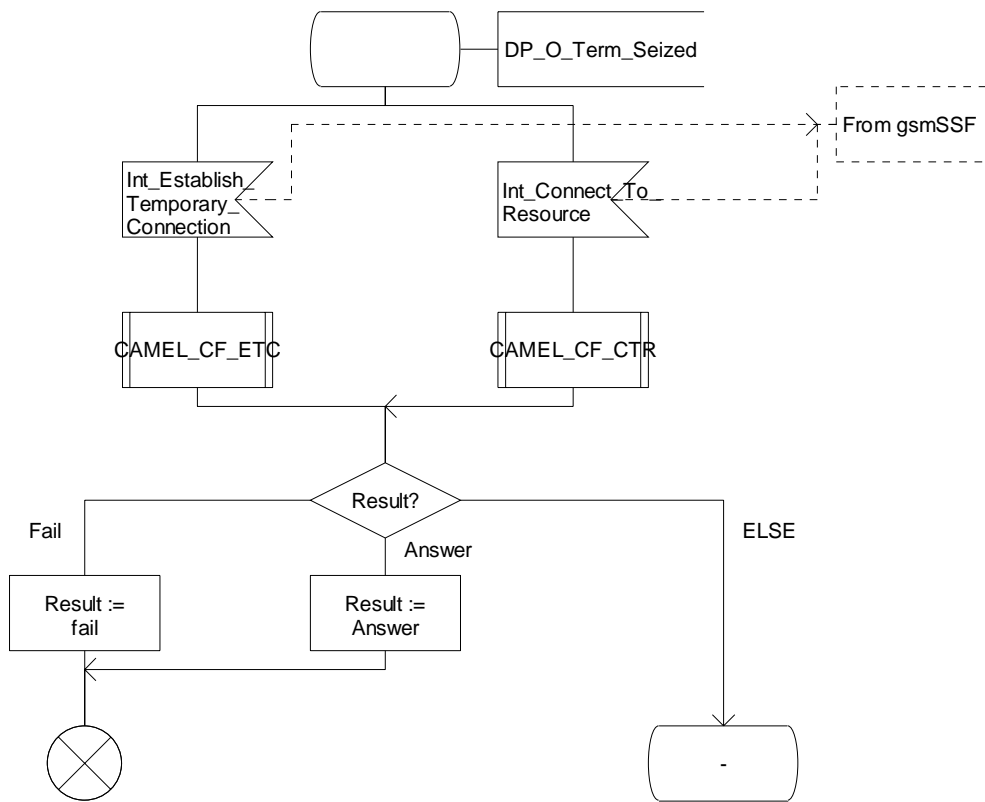 DP_O_Term_Seized
From gsmSSF
Int_Establish_
Temporary_
Connection
Int_Connect_To_
Resource
CAMEL_CF_ETC
CAMEL_CF_CTR
Result?
Fail
Answer
ELSE
Result :=
fail
Result :=
Answer
-